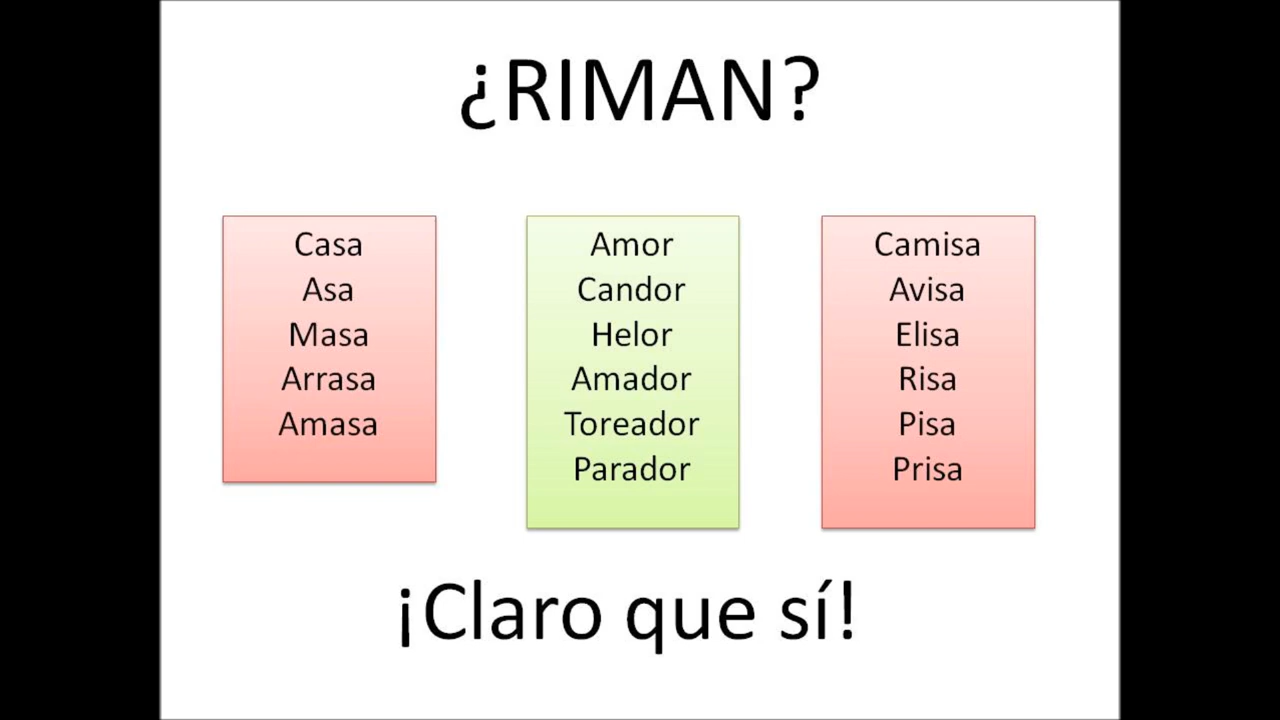 ¿RIMAN?
Casa
Asa
Masa
Arrasa
Amasa
Amor
Candor
Helor
Amador
Toreador
Parador
Camisa
Avisa
Elisa
Risa
Pisa
Prisa
¡Claro que sí!